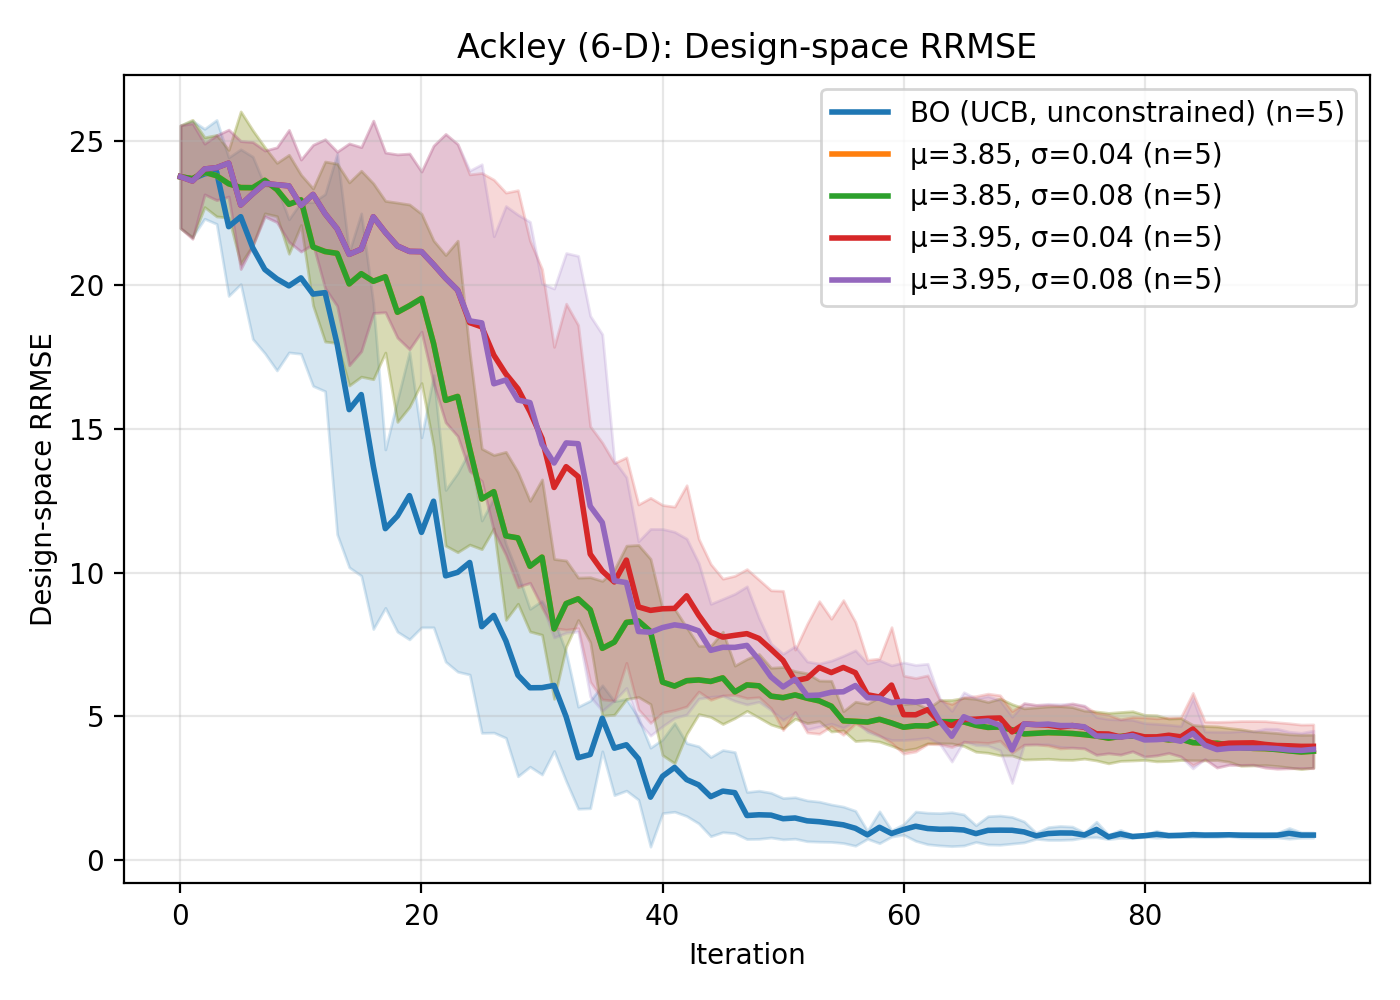 Ackley (6-D): Design-space RRMSE
BO (UCB, unconstrained) (n=5)
μ=3.85, σ=0.04 (n=5)
μ=3.85, σ=0.08 (n=5)
μ=3.95, σ=0.04 (n=5)
μ=3.95, σ=0.08 (n=5)
Design-space RRMSE
25
20
15
10
5
0
0 20 40 60 80
Iteration